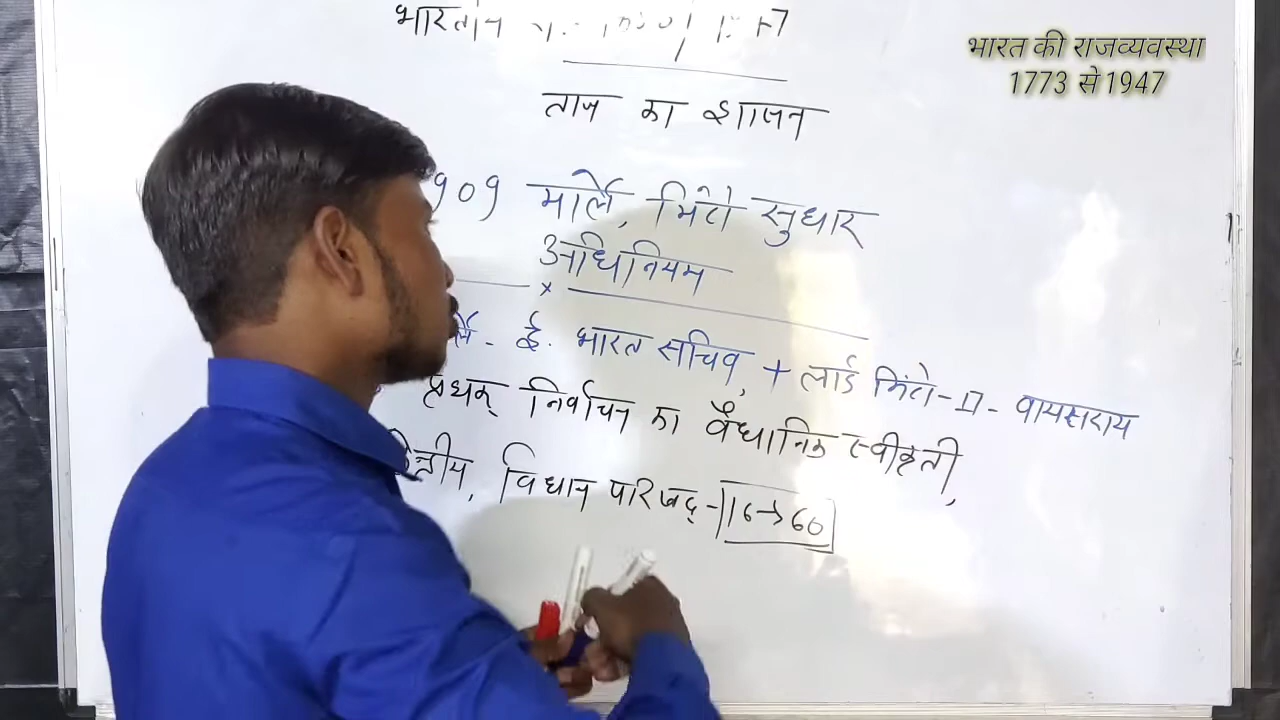 भारत की राजव्यवस्था
1773 से 1947
ताज का शासन
909 मार्ले, मिंटो सुधार
अधिनियम
र्ले - ई. भारत सचिव, + लार्ड मिंटो - II - वायसराय
पृथक् निर्वाचन का वैधानिक स्वीकृती,
विधान परिषद् - 16→60